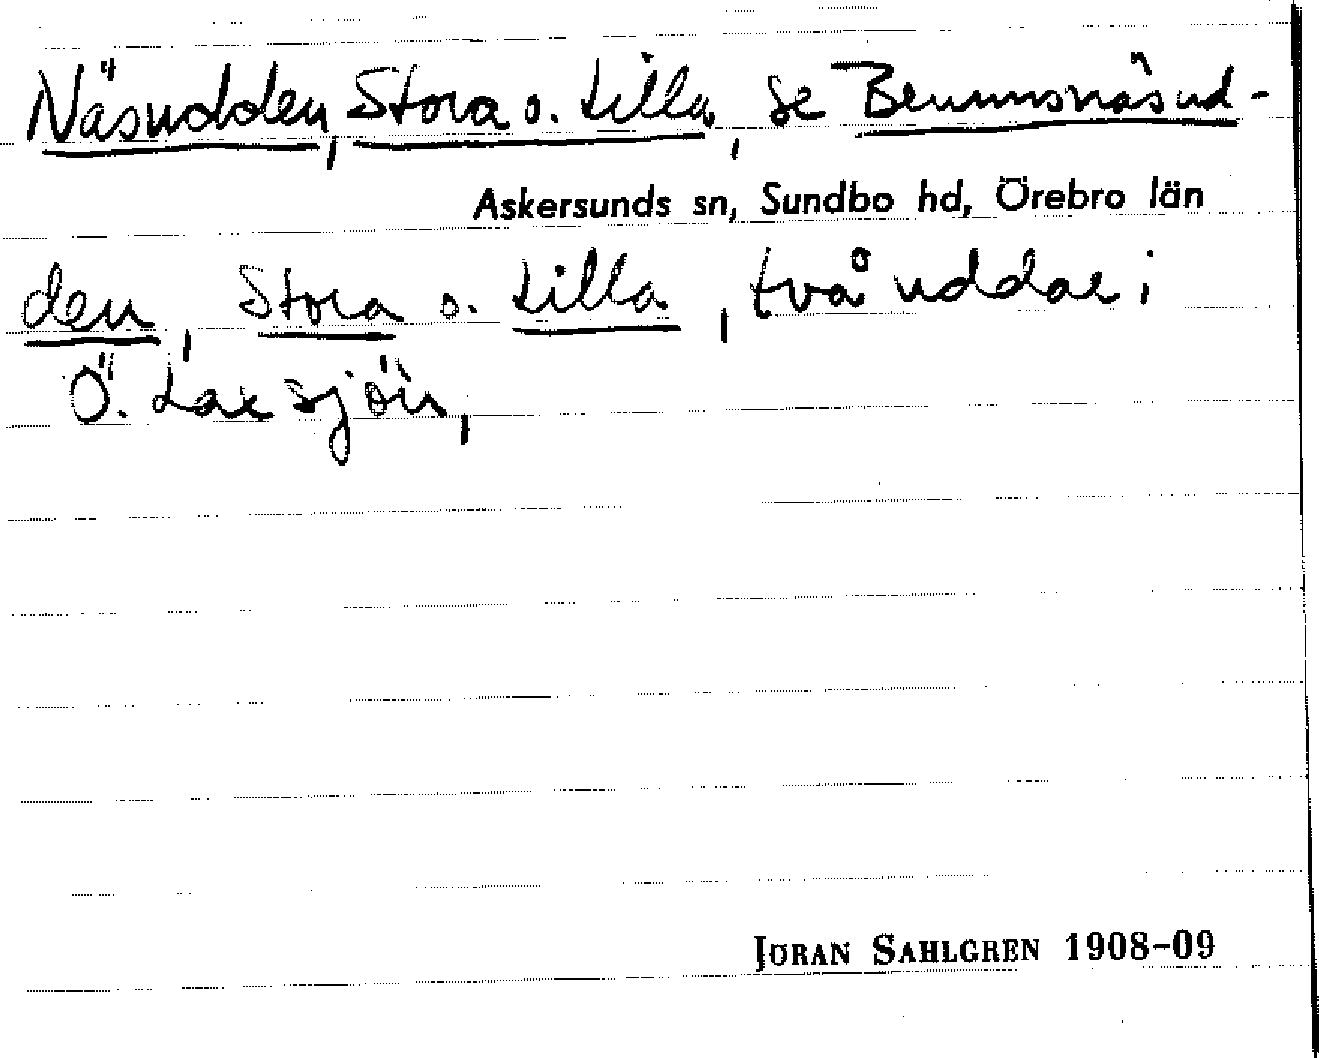 Näsudden, Stora o. Lilla, se Brunnsnäsud-
Askersunds sn, Sundbo hd, Örebro län
den, Stora o. Lilla, två uddar i
Ö. Laxsjön,
JÖRAN SAHLGREN 1908-09